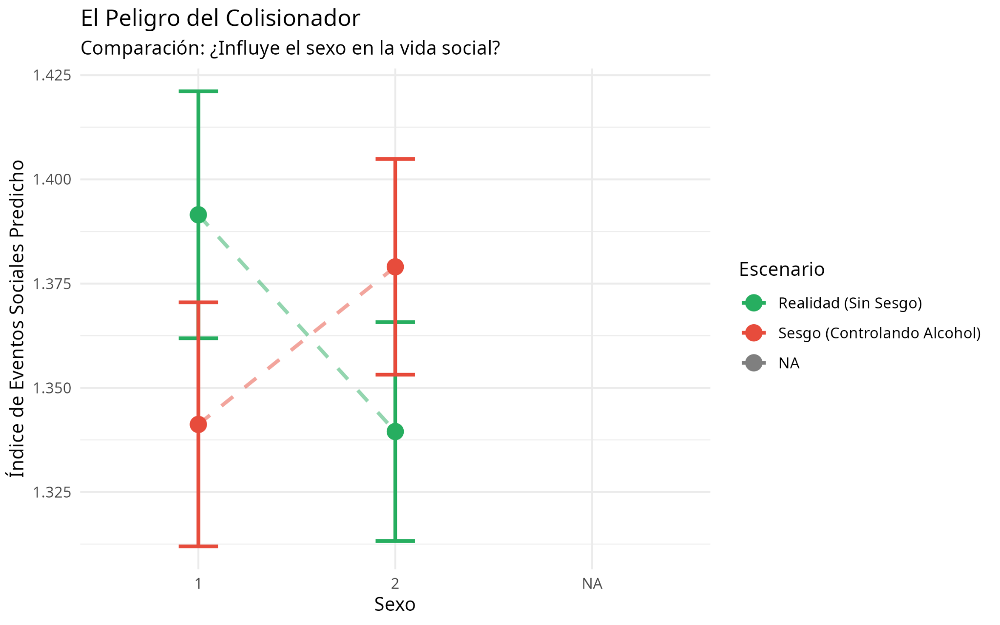 El Peligro del Colisionador
Comparación: ¿Influye el sexo en la vida social?
Índice de Eventos Sociales Predicho
1.425
1.400
1.375
1.350
1.325
1
2
NA
Sexo
Escenario
Realidad (Sin Sesgo)
Sesgo (Controlando Alcohol)
NA